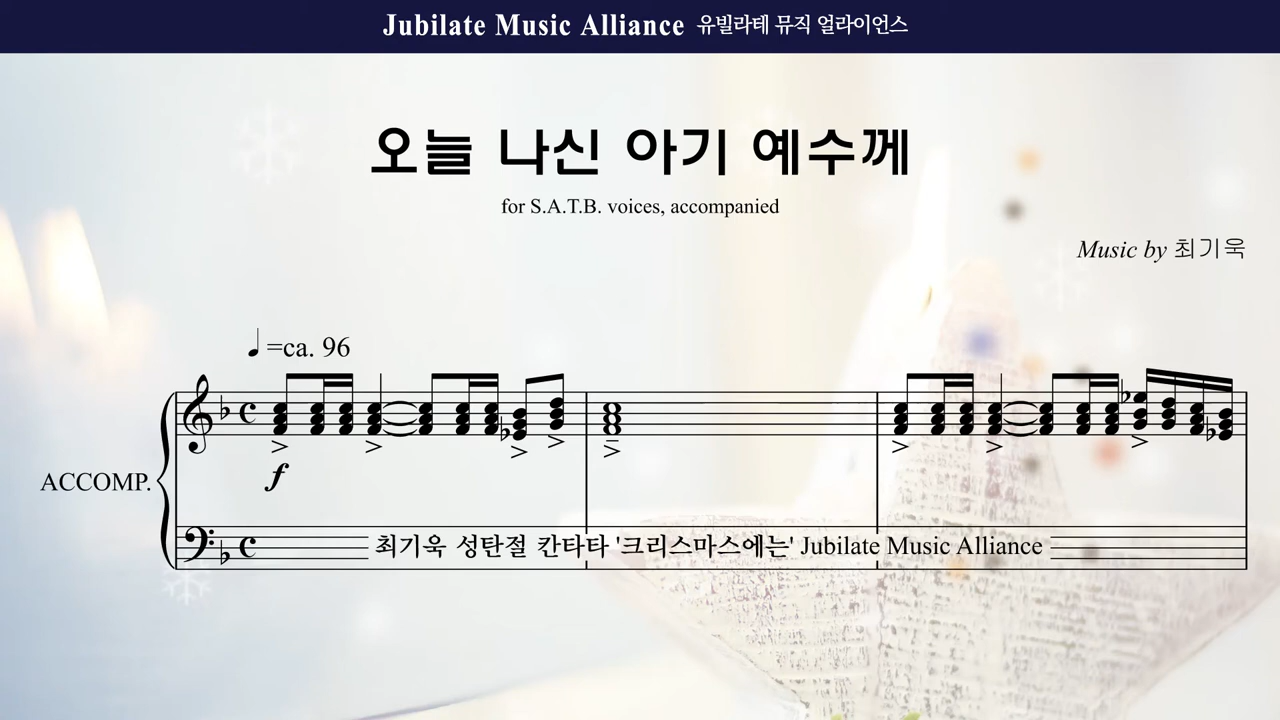 Jubilate Music Alliance 유빌라테 뮤직 얼라이언스
오늘 나신 아기 예수께
for S.A.T.B. voices, accompanied
Music by 최기욱
♩=ca. 96
f
ACCOMP.
최기욱 성탄절 칸타타 '크리스마스에는' Jubilate Music Alliance